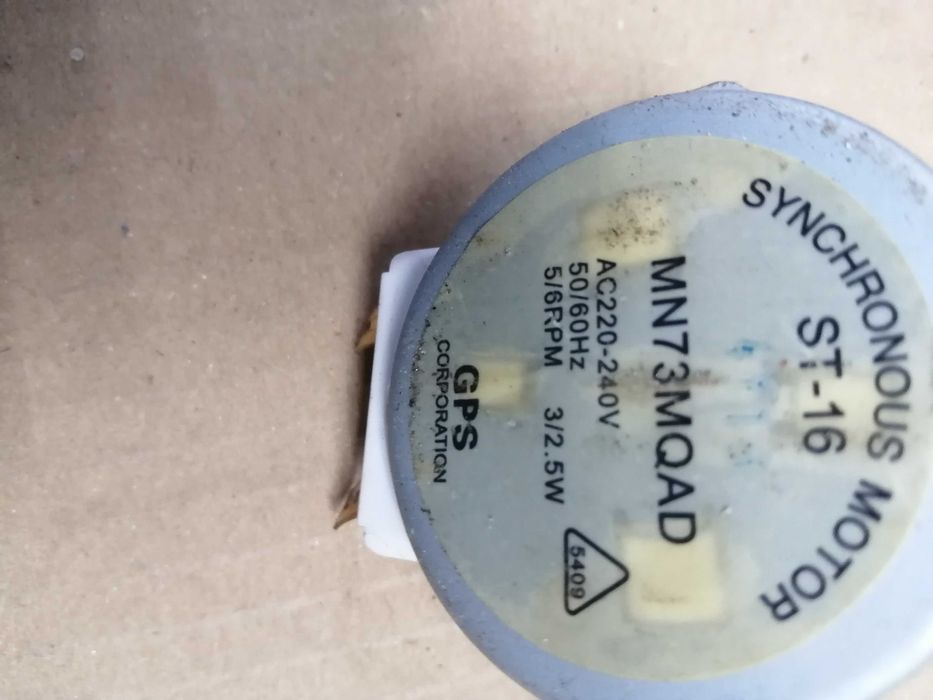 SYNCHRONOUS MOTOR
ST-16
MN73MQAD
AC220-240V
50/60Hz
5/6RPM 3/2.5W
5409
GPS
CORPORATION